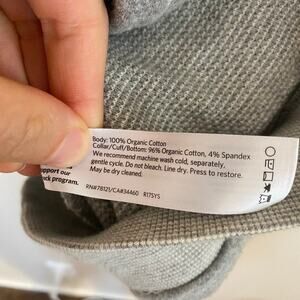 Body: 100% Organic Cotton
Collar/Cuff/Bottom: 96% Organic Cotton, 4% Spandex
We recommend machine wash cold, separately,
gentle cycle. Do not bleach. Line dry. Press to restore.
May be dry cleaned.
RN#78121/CA#34460 R17SYS
upport our
ck program.